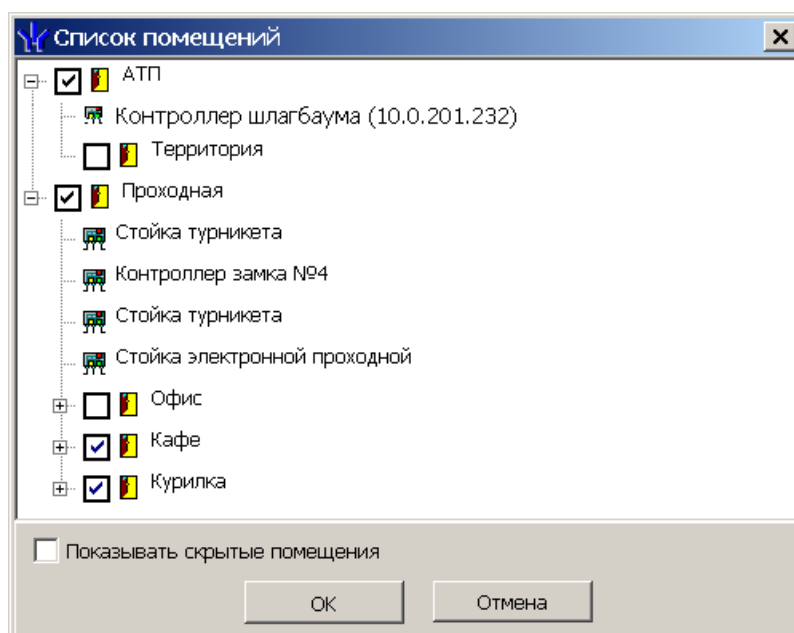 Список помещений
АТП
Контроллер шлагбаума (10.0.201.232)
Территория
Проходная
Стойка турникета
Контроллер замка №4
Стойка турникета
Стойка электронной проходной
Офис
Кафе
Курилка
Показывать скрытые помещения
ОК
Отмена